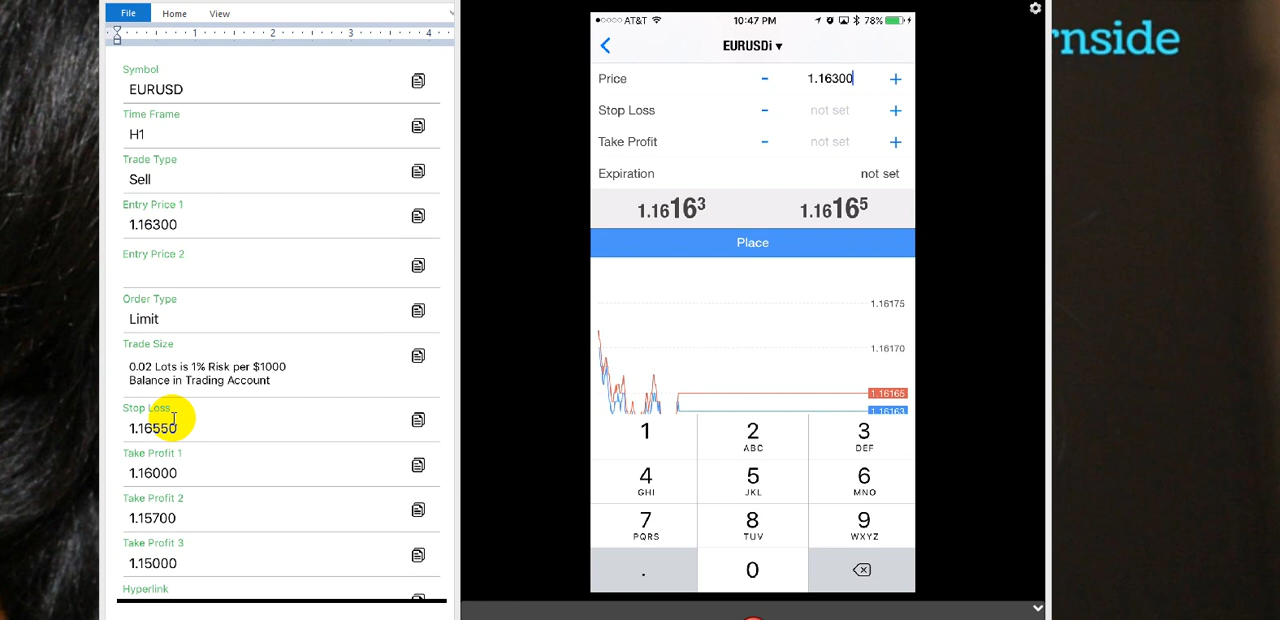 File Home View
1 2 3 4
Symbol
EURUSD
Time Frame
H1
Trade Type
Sell
Entry Price 1
1.16300
Entry Price 2
Order Type
Limit
Trade Size
0.02 Lots is 1% Risk per $1000
Balance in Trading Account
Stop Loss
1.16550
Take Profit 1
1.16000
Take Profit 2
1.15700
Take Profit 3
1.15000
Hyperlink
AT&T 10:47 PM 78%
EURUSDi ▾
Price - 1.16300 +
Stop Loss - not set +
Take Profit - not set +
Expiration not set
1.16163 1.16165
Place
1.16175
1.16170
1.16165
1.16163
1 2 3
ABC DEF
4 5 6
GHI JKL MNO
7 8 9
PQRS TUV WXYZ
. 0
rnside